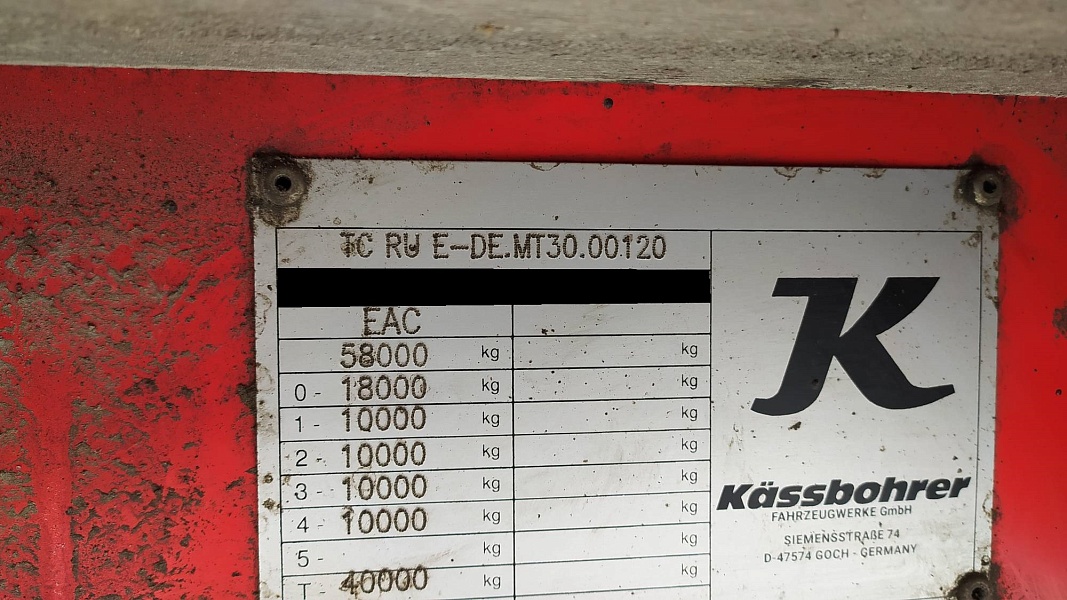 TC RU E-DE.MT30.00120
EAC
58000 kg kg
0- 18000 kg kg
1- 10000 kg kg
2- 10000 kg kg
3- 10000 kg kg
4- 10000 kg kg
5- kg kg
T- 40000 kg kg
K
Kässbohrer
FAHRZEUGWERKE GmbH
SIEMENSSTRAßE 74
D-47574 GOCH - GERMANY